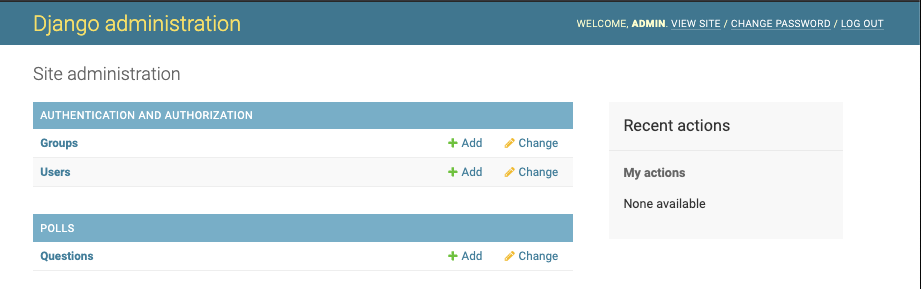 Django administration
WELCOME, ADMIN. VIEW SITE / CHANGE PASSWORD / LOG OUT
Site administration
AUTHENTICATION AND AUTHORIZATION
Groups Add Change
Users Add Change
POLLS
Questions Add Change
Recent actions
My actions
None available